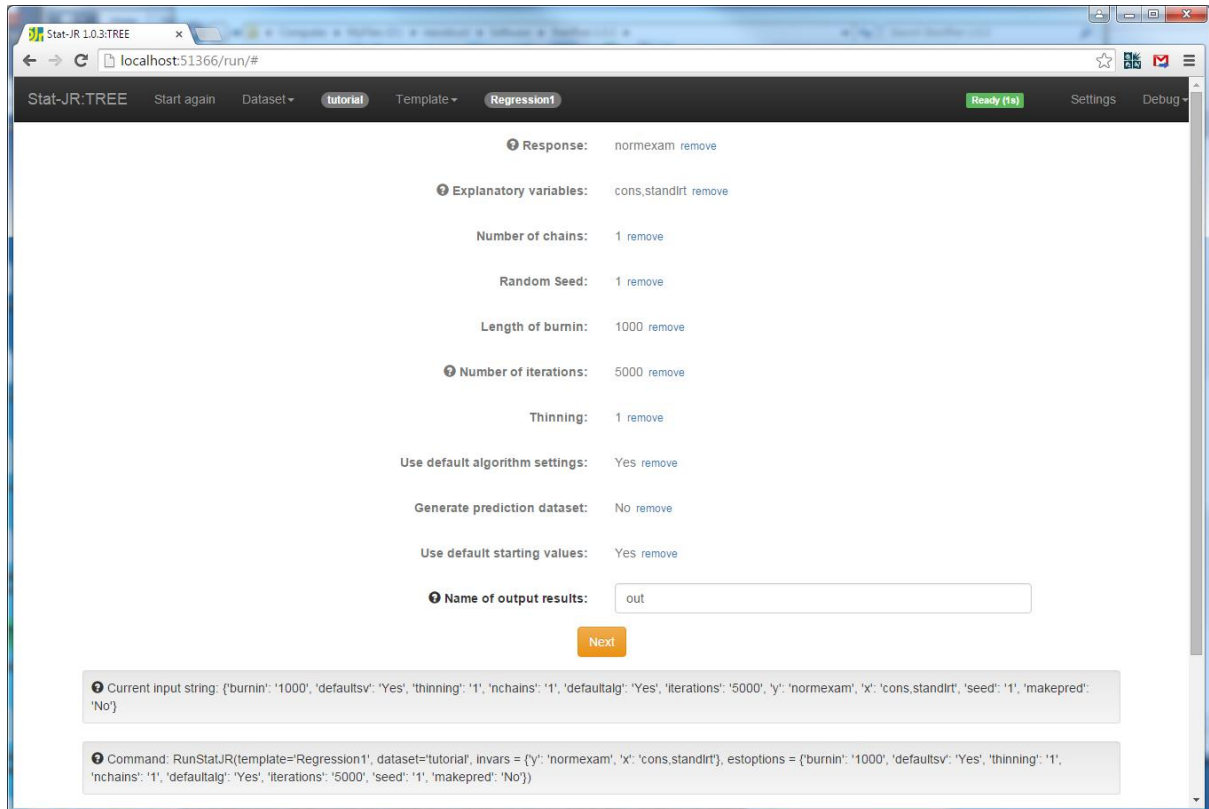 Stat-JR 1.0.3:TREE
localhost:51366/run/#
Stat-JR:TREE Start again Dataset tutorial Template Regression1 Ready (1s) Settings Debug
Response: normexam remove
Explanatory variables: cons,standlrt remove
Number of chains: 1 remove
Random Seed: 1 remove
Length of burnin: 1000 remove
Number of iterations: 5000 remove
Thinning: 1 remove
Use default algorithm settings: Yes remove
Generate prediction dataset: No remove
Use default starting values: Yes remove
Name of output results: out
Next
Current input string: {'burnin': '1000', 'defaultsv': 'Yes', 'thinning': '1', 'nchains': '1', 'defaultalg': 'Yes', 'iterations': '5000', 'y': 'normexam', 'x': 'cons,standlrt', 'seed': '1', 'makepred':
'No'}
Command: RunStatJR(template='Regression1', dataset='tutorial', invars = {'y': 'normexam', 'x': 'cons,standlrt'}, estoptions = {'burnin': '1000', 'defaultsv': 'Yes', 'thinning': '1',
'nchains': '1', 'defaultalg': 'Yes', 'iterations': '5000', 'seed': '1', 'makepred': 'No'})